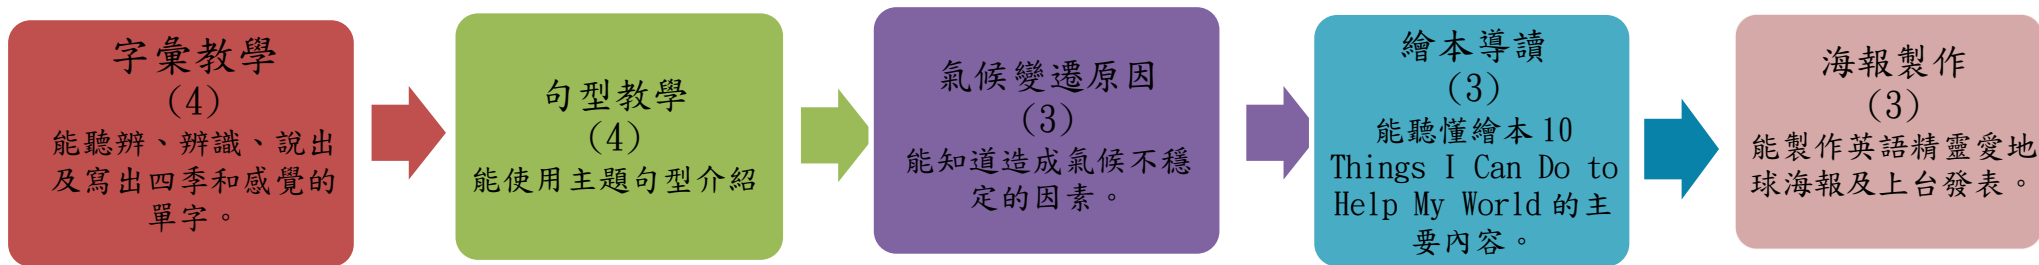 字彙教學
(4)
能聽辨、辨識、說出
及寫出四季和感覺的
單字。
句型教學
(4)
能使用主題句型介紹
氣候變遷原因
(3)
能知道造成氣候不穩
定的因素。
繪本導讀
(3)
能聽懂繪本 10
Things I Can Do to
Help My World 的主
要內容。
海報製作
(3)
能製作英語精靈愛地
球海報及上台發表。